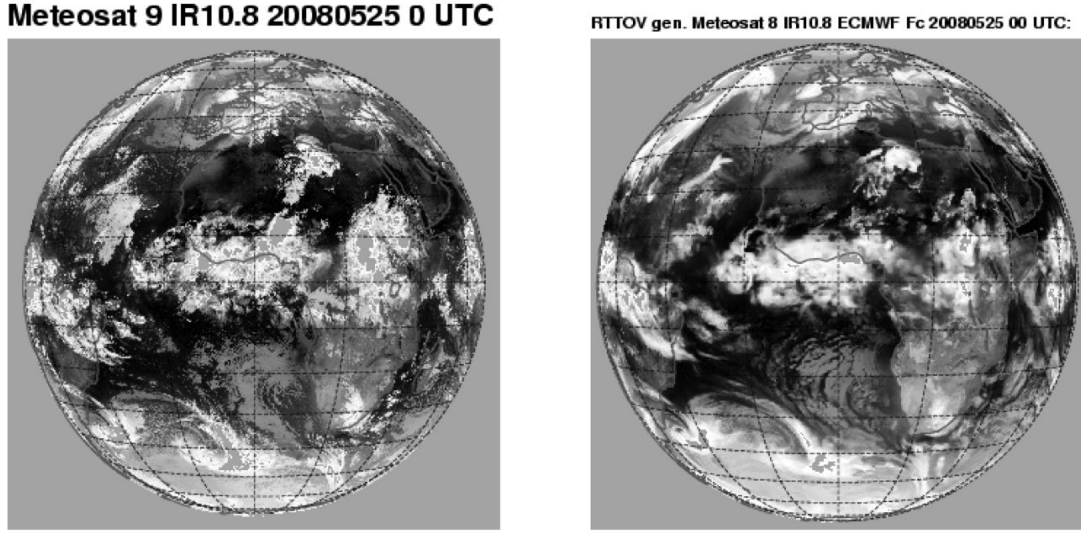 Meteosat 9 IR10.8 20080525 0 UTC
RTTOV gen. Meteosat 8 IR10.8 ECMWF Fc 20080525 00 UTC: